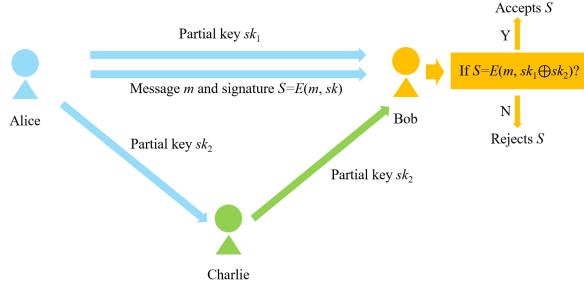 Accepts S
Partial key sk₁
Y
If S=E(m, sk₁⊕sk₂)?
Message m and signature S=E(m, sk)
Alice
Bob
N
Rejects S
Partial key sk₂
Partial key sk₂
Charlie